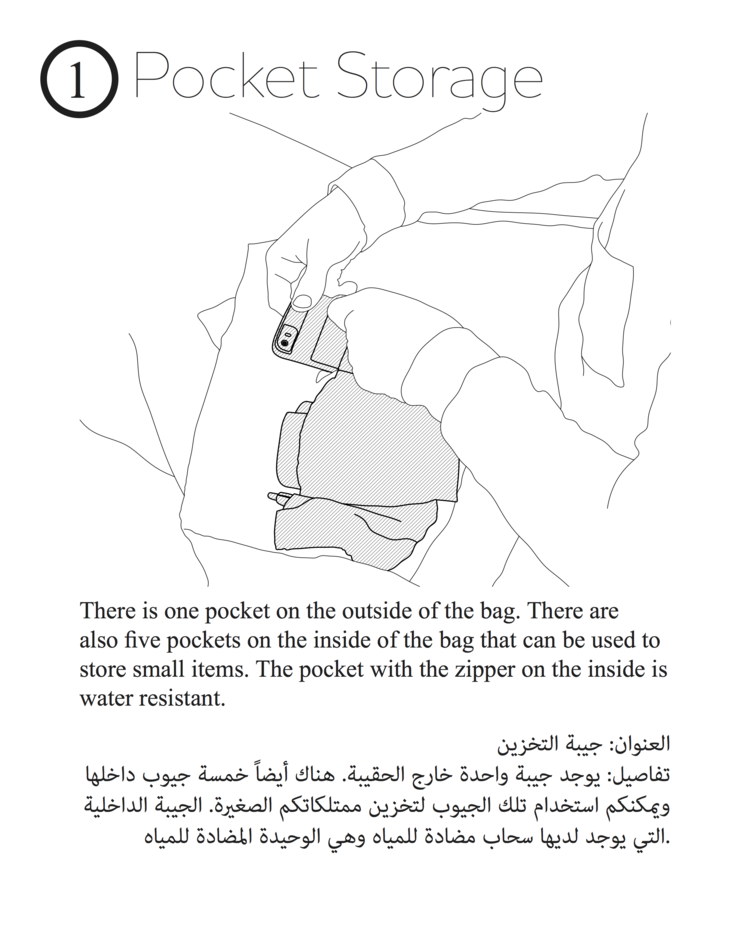 1 Pocket Storage
There is one pocket on the outside of the bag. There are
also five pockets on the inside of the bag that can be used to
store small items. The pocket with the zipper on the inside is
water resistant.
العنوان: جيبة التخزين
تفاصيل: يوجد جيبة واحدة خارج الحقيبة. هناك أيضاً خمسة جيوب داخلها
ويمكنكم استخدام تلك الجيوب لتخزين ممتلكاتكم الصغيرة. الجيبة الداخلية
التي يوجد لديها سحاب مضادة للمياه وهي الوحيدة المضادة للمياه.